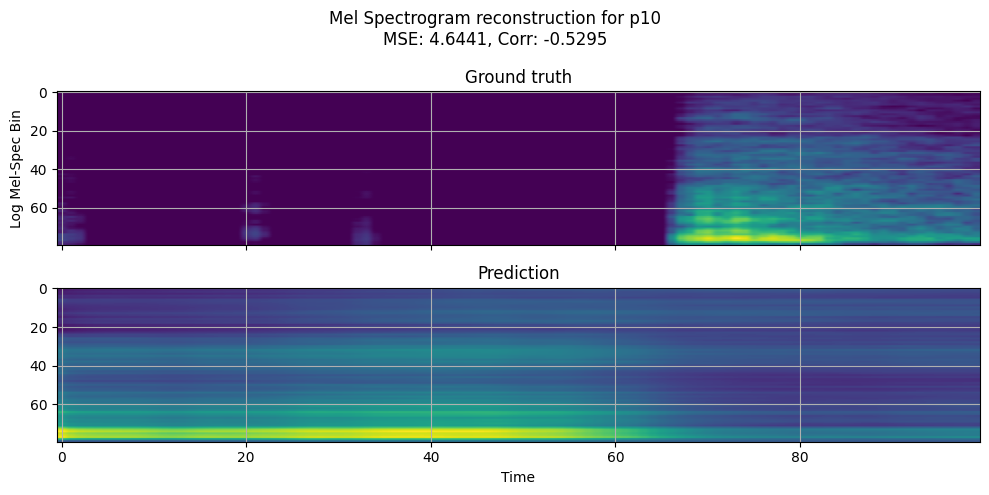 Mel Spectrogram reconstruction for p10
MSE: 4.6441, Corr: -0.5295
Ground truth
Log Mel-Spec Bin
0
20
40
60
Prediction
0
20
40
60
0 20 40 60 80
Time